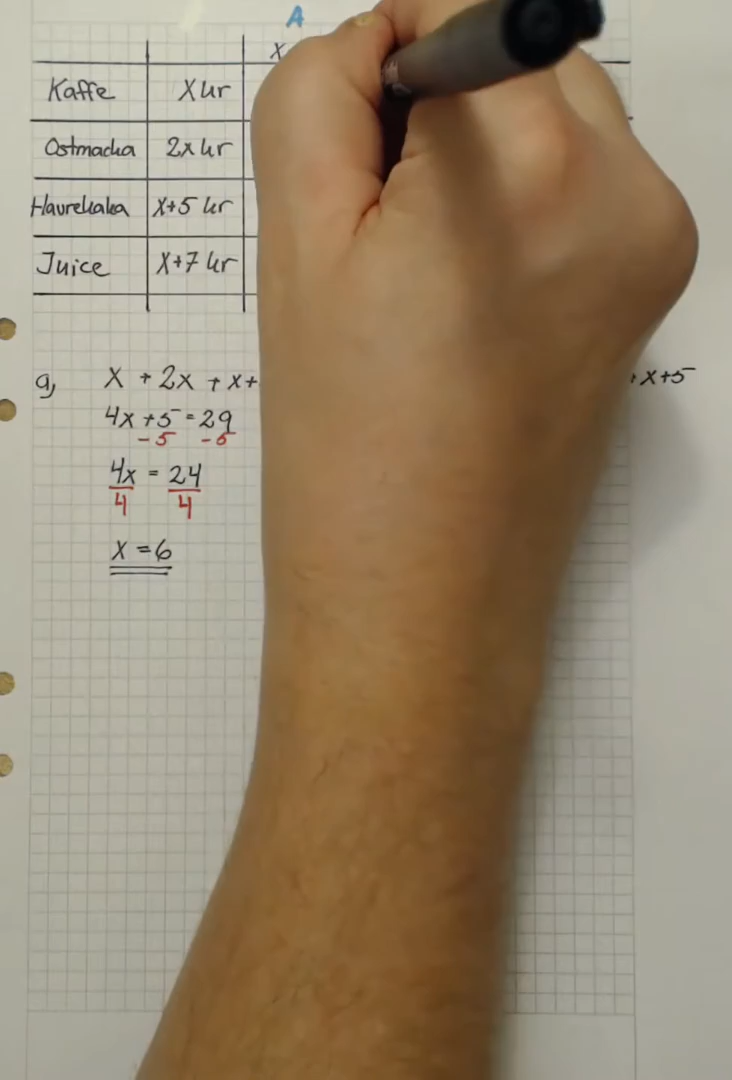 A
X
Kaffe X kr
Ostmacka 2x kr
Havrekaka X+5 kr
Juice X+7 kr
a, X + 2x + x+ + x+5
4x +5 = 29
-5 -5
4x = 24
4 4
X = 6